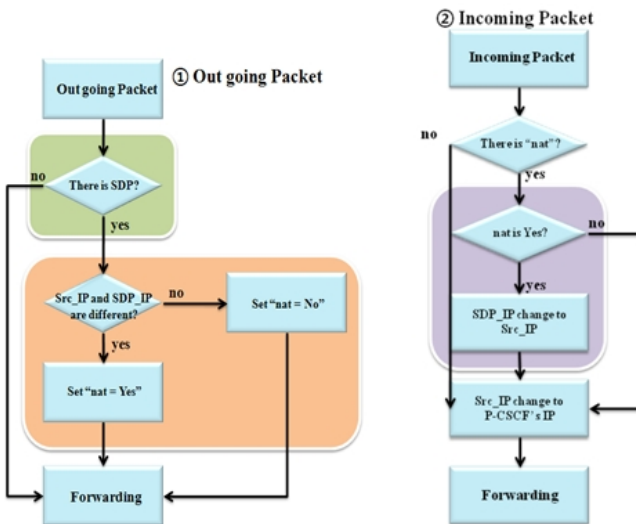 ① Out going Packet
Out going Packet
There is SDP?
no
yes
Src_IP and SDP_IP
are different?
no
Set “nat = No”
yes
Set “nat = Yes”
Forwarding
② Incoming Packet
Incoming Packet
There is “nat”?
no
yes
nat is Yes?
no
yes
SDP_IP change to
Src_IP
Src_IP change to
P-CSCF’s IP
Forwarding